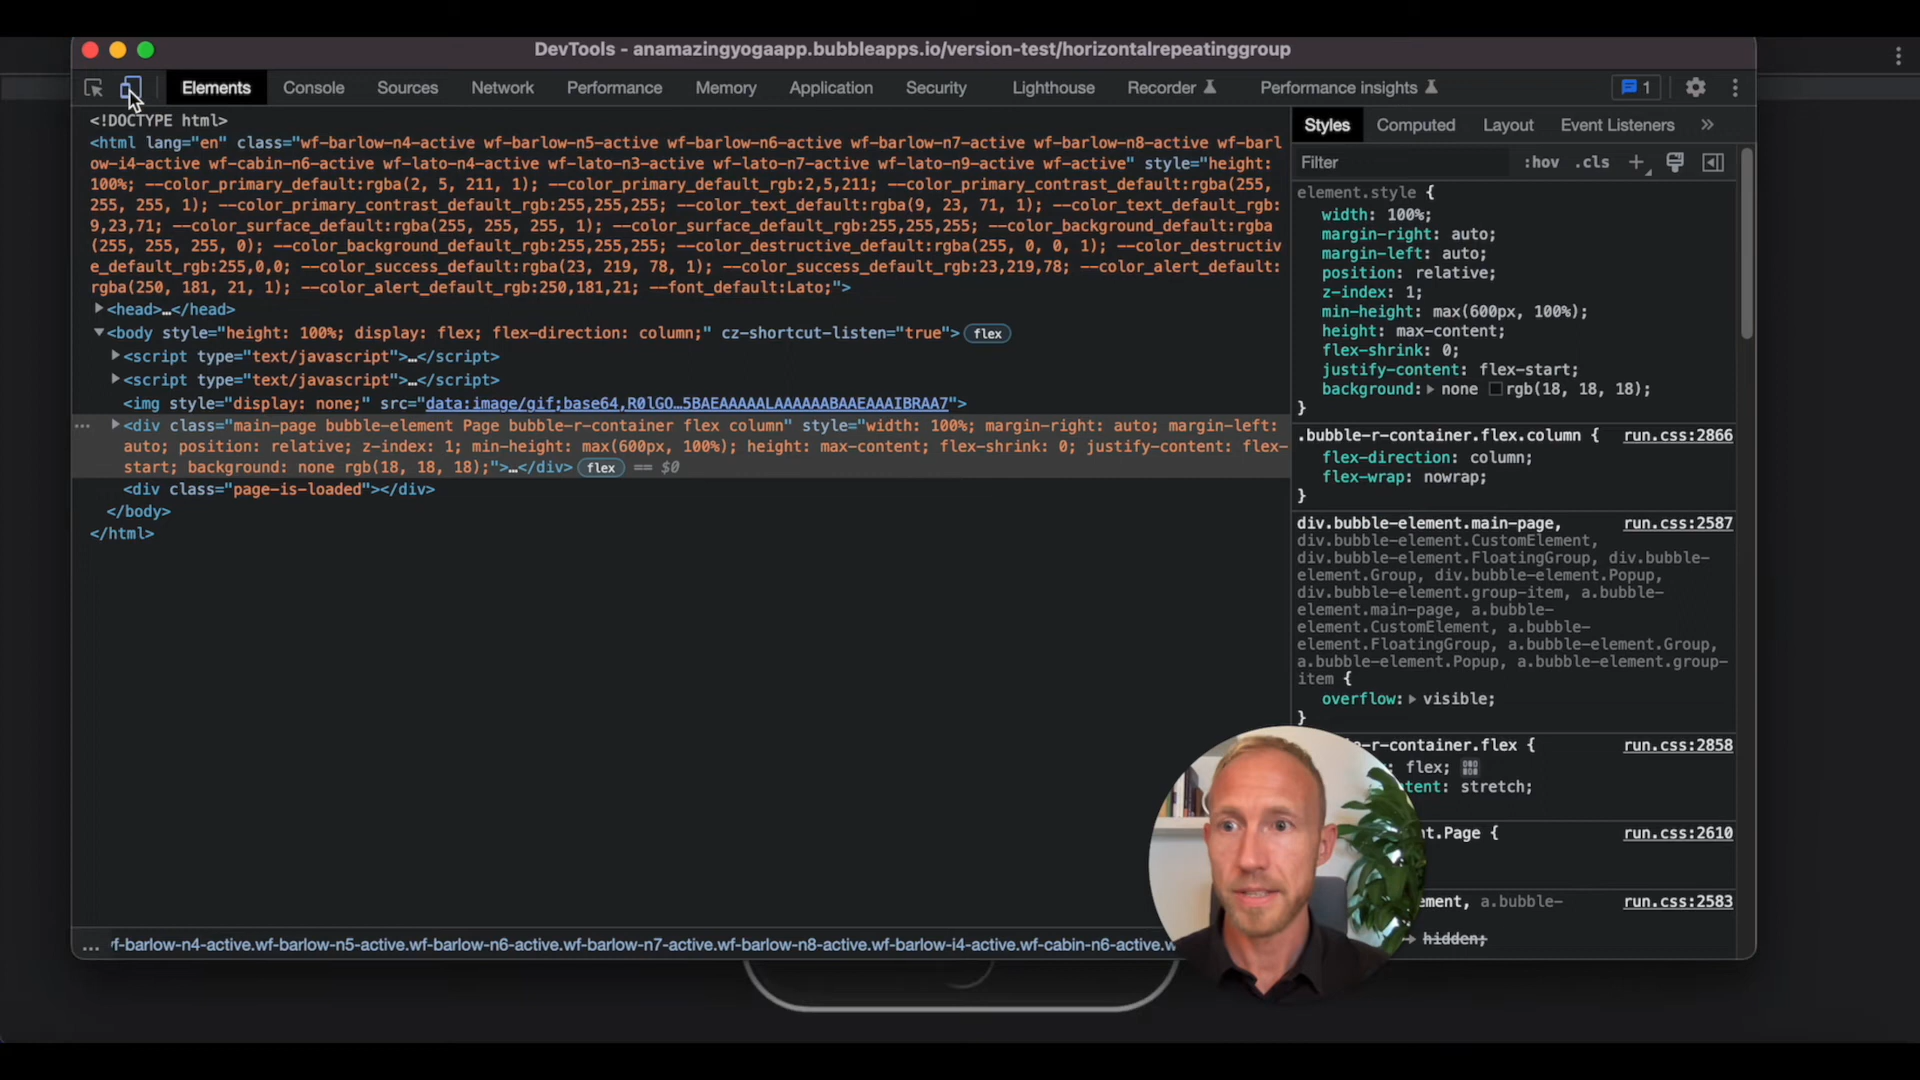 DevTools - anamazingyogaapp.bubbleapps.io/version-test/horizontalrepeatinggroup
Elements Console Sources Network Performance Memory Application Security Lighthouse Recorder Performance insights 1
<!DOCTYPE html>
<html lang="en" class="wf-barlow-n4-active wf-barlow-n5-active wf-barlow-n6-active wf-barlow-n7-active wf-barlow-n8-active wf-barl
ow-i4-active wf-cabin-n6-active wf-lato-n4-active wf-lato-n3-active wf-lato-n7-active wf-lato-n9-active wf-active" style="height:
100%; --color_primary_default:rgba(2, 5, 211, 1); --color_primary_default_rgb:2,5,211; --color_primary_contrast_default:rgba(255,
255, 255, 1); --color_primary_contrast_default_rgb:255,255,255; --color_text_default:rgba(9, 23, 71, 1); --color_text_default_rgb:
9,23,71; --color_surface_default:rgba(255, 255, 255, 1); --color_surface_default_rgb:255,255,255; --color_background_default:rgba
(255, 255, 255, 0); --color_background_default_rgb:255,255,255; --color_destructive_default:rgba(255, 0, 0, 1); --color_destructiv
e_default_rgb:255,0,0; --color_success_default:rgba(23, 219, 78, 1); --color_success_default_rgb:23,219,78; --color_alert_default:
rgba(250, 181, 21, 1); --color_alert_default_rgb:250,181,21; --font_default:Lato;">
<head>…</head>
<body style="height: 100%; display: flex; flex-direction: column;" cz-shortcut-listen="true"> flex
<script type="text/javascript">…</script>
<script type="text/javascript">…</script>
<img style="display: none;" src="data:image/gif;base64,R0lGO…5BAEAAAAALAAAAAABAAEAAAIBRAA7">
… <div class="main-page bubble-element Page bubble-r-container flex column" style="width: 100%; margin-right: auto; margin-left:
auto; position: relative; z-index: 1; min-height: max(600px, 100%); height: max-content; flex-shrink: 0; justify-content: flex-
start; background: none rgb(18, 18, 18);">…</div> flex == $0
<div class="page-is-loaded"></div>
</body>
</html>
… rf-barlow-n4-active.wf-barlow-n5-active.wf-barlow-n6-active.wf-barlow-n7-active.wf-barlow-n8-active.wf-barlow-i4-active.wf-cabin-n6-active.w
Styles Computed Layout Event Listeners »
Filter :hov .cls +
element.style {
width: 100%;
margin-right: auto;
margin-left: auto;
position: relative;
z-index: 1;
min-height: max(600px, 100%);
height: max-content;
flex-shrink: 0;
justify-content: flex-start;
background: none rgb(18, 18, 18);
}
.bubble-r-container.flex.column { run.css:2866
flex-direction: column;
flex-wrap: nowrap;
}
div.bubble-element.main-page, run.css:2587
div.bubble-element.CustomElement,
div.bubble-element.FloatingGroup, div.bubble-
element.Group, div.bubble-element.Popup,
div.bubble-element.group-item, a.bubble-
element.main-page, a.bubble-
element.CustomElement, a.bubble-
element.FloatingGroup, a.bubble-element.Group,
a.bubble-element.Popup, a.bubble-element.group-
item {
overflow: visible;
}
e-r-container.flex { run.css:2858
: flex;
tent: stretch;
nt.Page { run.css:2610
ement, a.bubble- run.css:2583
hidden;